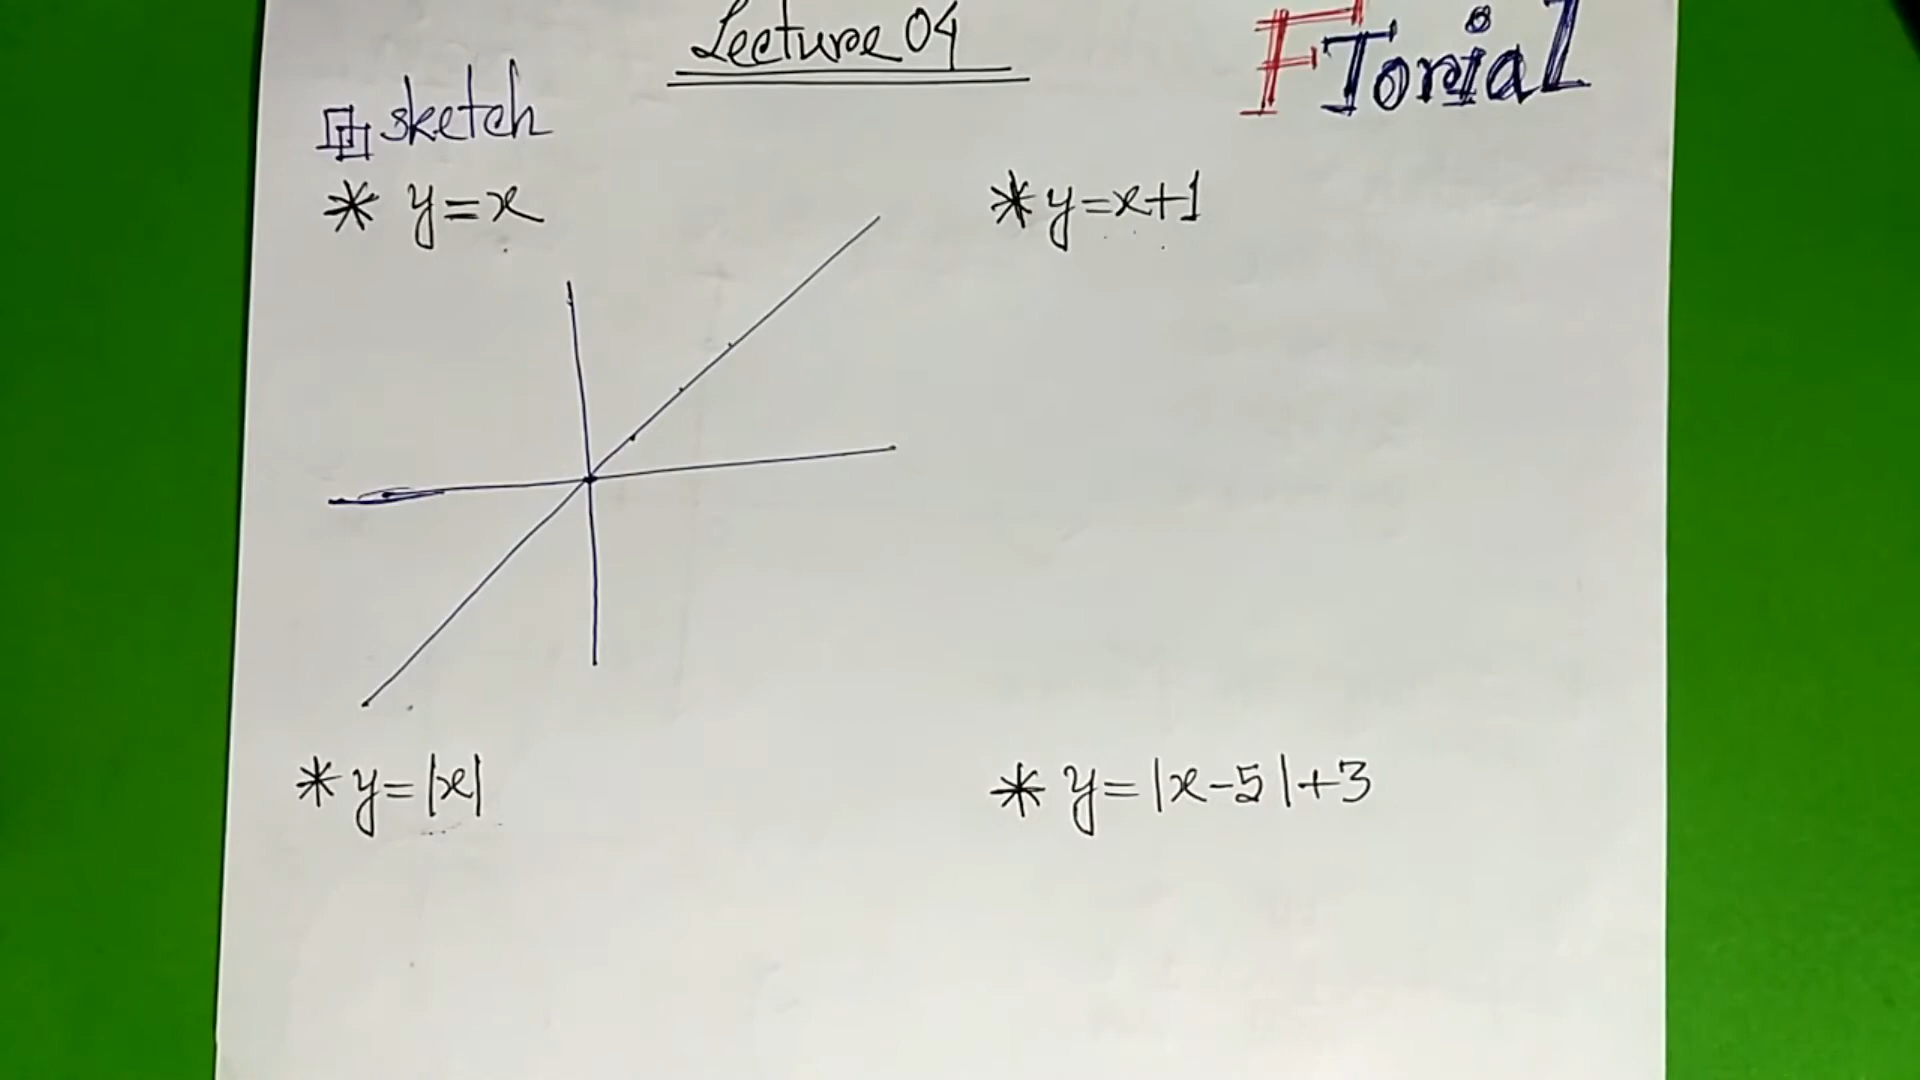 Lecture 04
FTorial
sketch
* y=x
* y=x+1
* y=|x|
* y=|x-5|+3